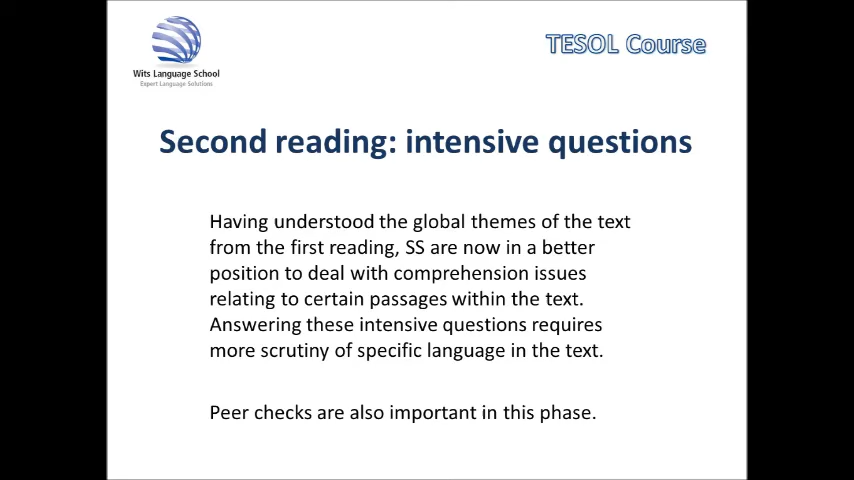 Wits Language School
Expert Language Solutions
TESOL Course
Second reading: intensive questions
Having understood the global themes of the text
from the first reading, SS are now in a better
position to deal with comprehension issues
relating to certain passages within the text.
Answering these intensive questions requires
more scrutiny of specific language in the text.
Peer checks are also important in this phase.